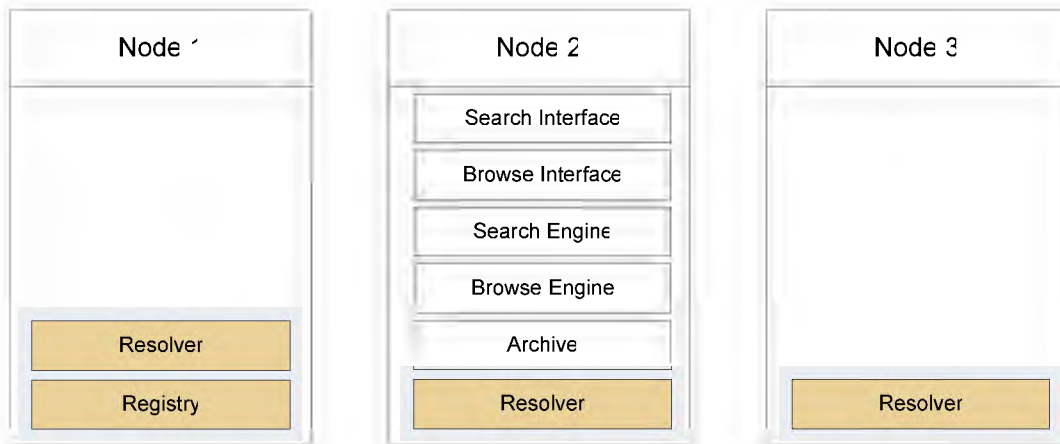 Node 1
Resolver
Registry
Node 2
Search Interface
Browse Interface
Search Engine
Browse Engine
Archive
Resolver
Node 3
Resolver